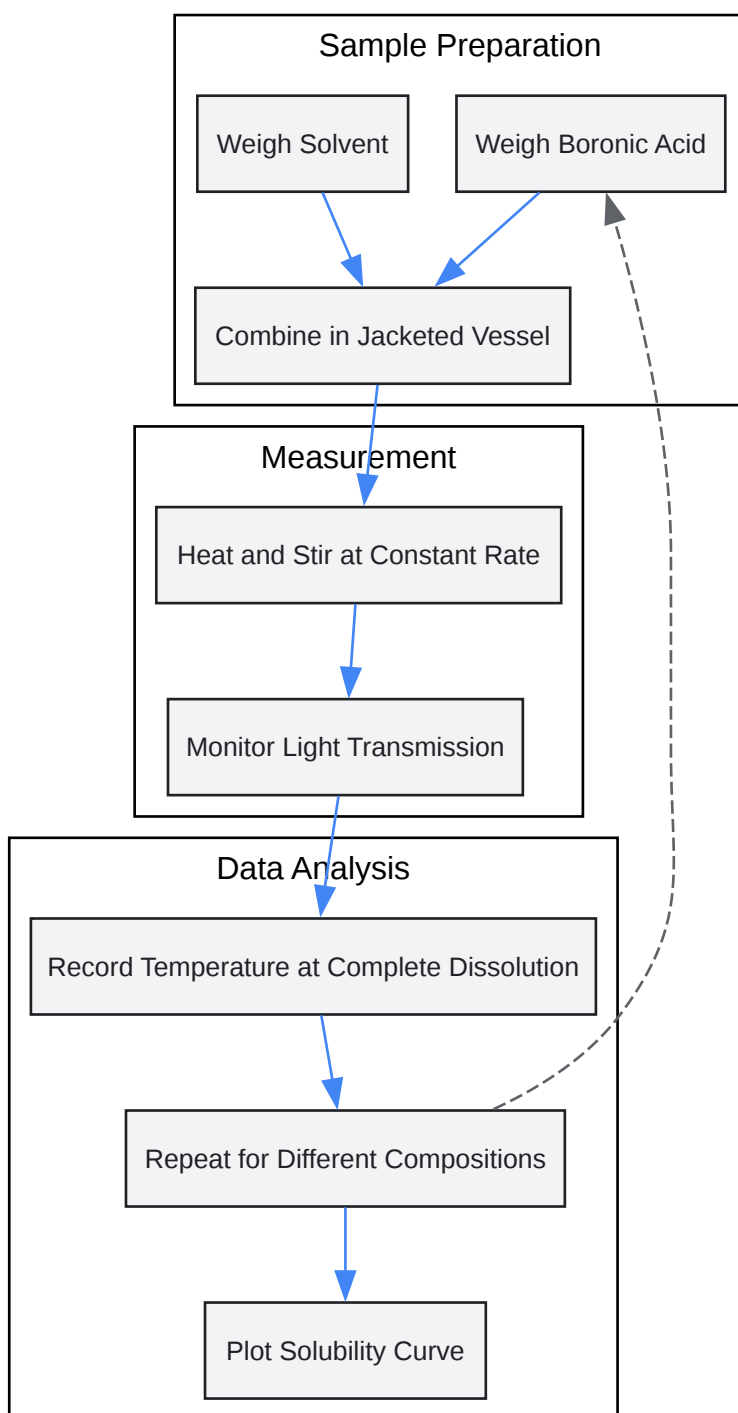 Sample Preparation
Weigh Solvent
Weigh Boronic Acid
Combine in Jacketed Vessel
Measurement
Heat and Stir at Constant Rate
Monitor Light Transmission
Data Analysis
Record Temperature at Complete Dissolution
Repeat for Different Compositions
Plot Solubility Curve